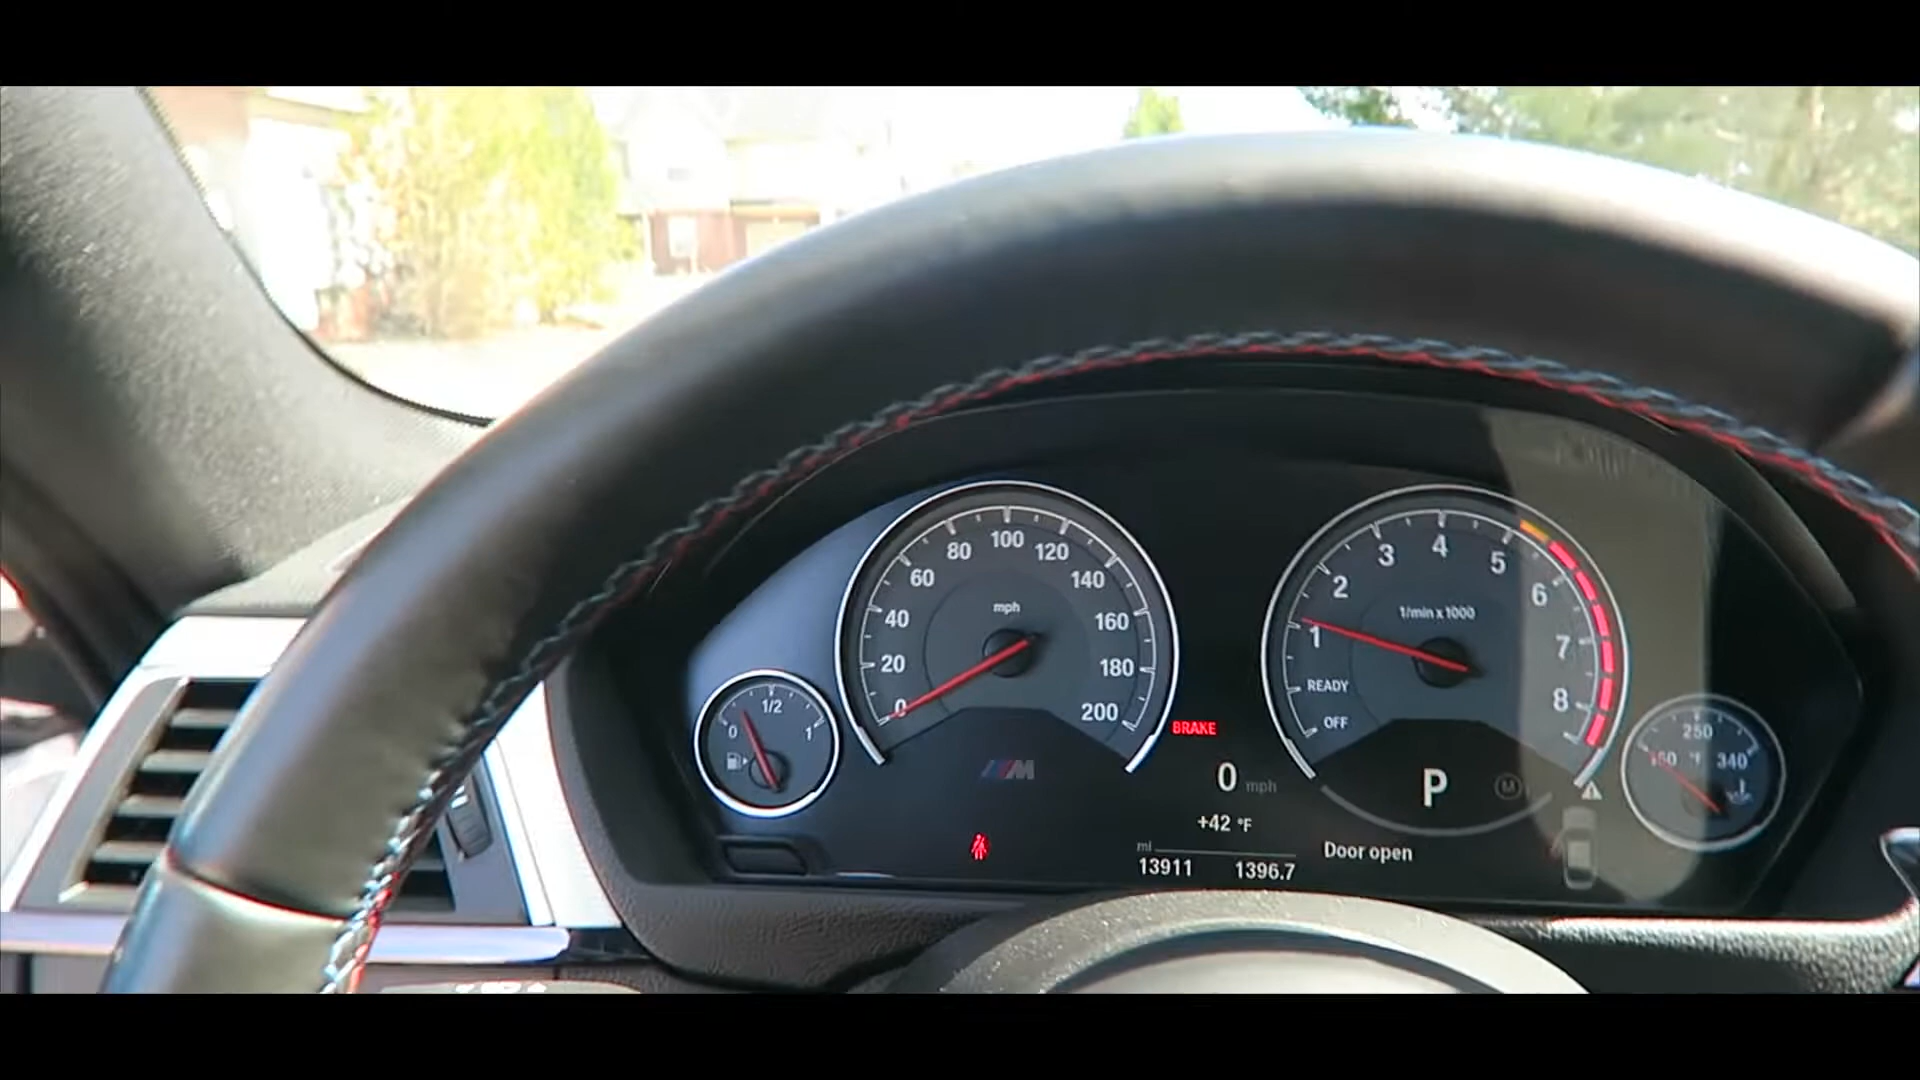 0
1/2
1
0
20
40
60
80
100
120
140
160
180
200
mph
M
BRAKE
0 mph
+42 °F
mi
13911 1396.7
OFF
READY
1
2
3
4
5
6
7
8
1/min x 1000
P M
Door open
250
160 °F 340